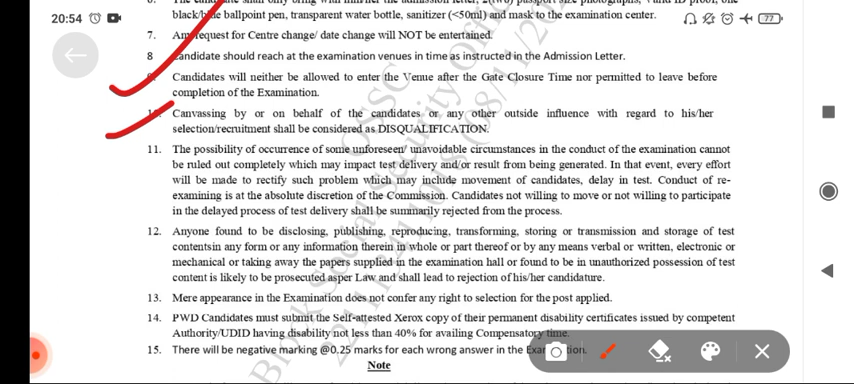 20:54
77
black/blue ballpoint pen, transparent water bottle, sanitizer (<50ml) and mask to the examination center.
7. Any request for Centre change/ date change will NOT be entertained.
8 Candidate should reach at the examination venues in time as instructed in the Admission Letter.
9. Candidates will neither be allowed to enter the Venue after the Gate Closure Time nor permitted to leave before
completion of the Examination.
10. Canvassing by or on behalf of the candidates or any other outside influence with regard to his/her
selection/recruitment shall be considered as DISQUALIFICATION.
11. The possibility of occurrence of some unforeseen/ unavoidable circumstances in the conduct of the examination cannot
be ruled out completely which may impact test delivery and/or result from being generated. In that event, every effort
will be made to rectify such problem which may include movement of candidates, delay in test. Conduct of re-
examining is at the absolute discretion of the Commission. Candidates not willing to move or not willing to participate
in the delayed process of test delivery shall be summarily rejected from the process.
12. Anyone found to be disclosing, publishing, reproducing, transforming, storing or transmission and storage of test
contentsin any form or any information therein in whole or part thereof or by any means verbal or written, electronic or
mechanical or taking away the papers supplied in the examination hall or found to be in unauthorized possession of test
content is likely to be prosecuted asper Law and shall lead to rejection of his/her candidature.
13. Mere appearance in the Examination does not confer any right to selection for the post applied.
14. PWD Candidates must submit the Self-attested Xerox copy of their permanent disability certificates issued by competent
Authority/UDID having disability not less than 40% for availing Compensatory time.
15. There will be negative marking @0.25 marks for each wrong answer in the Examination.
Note
OSSC
Block Social Security Officer